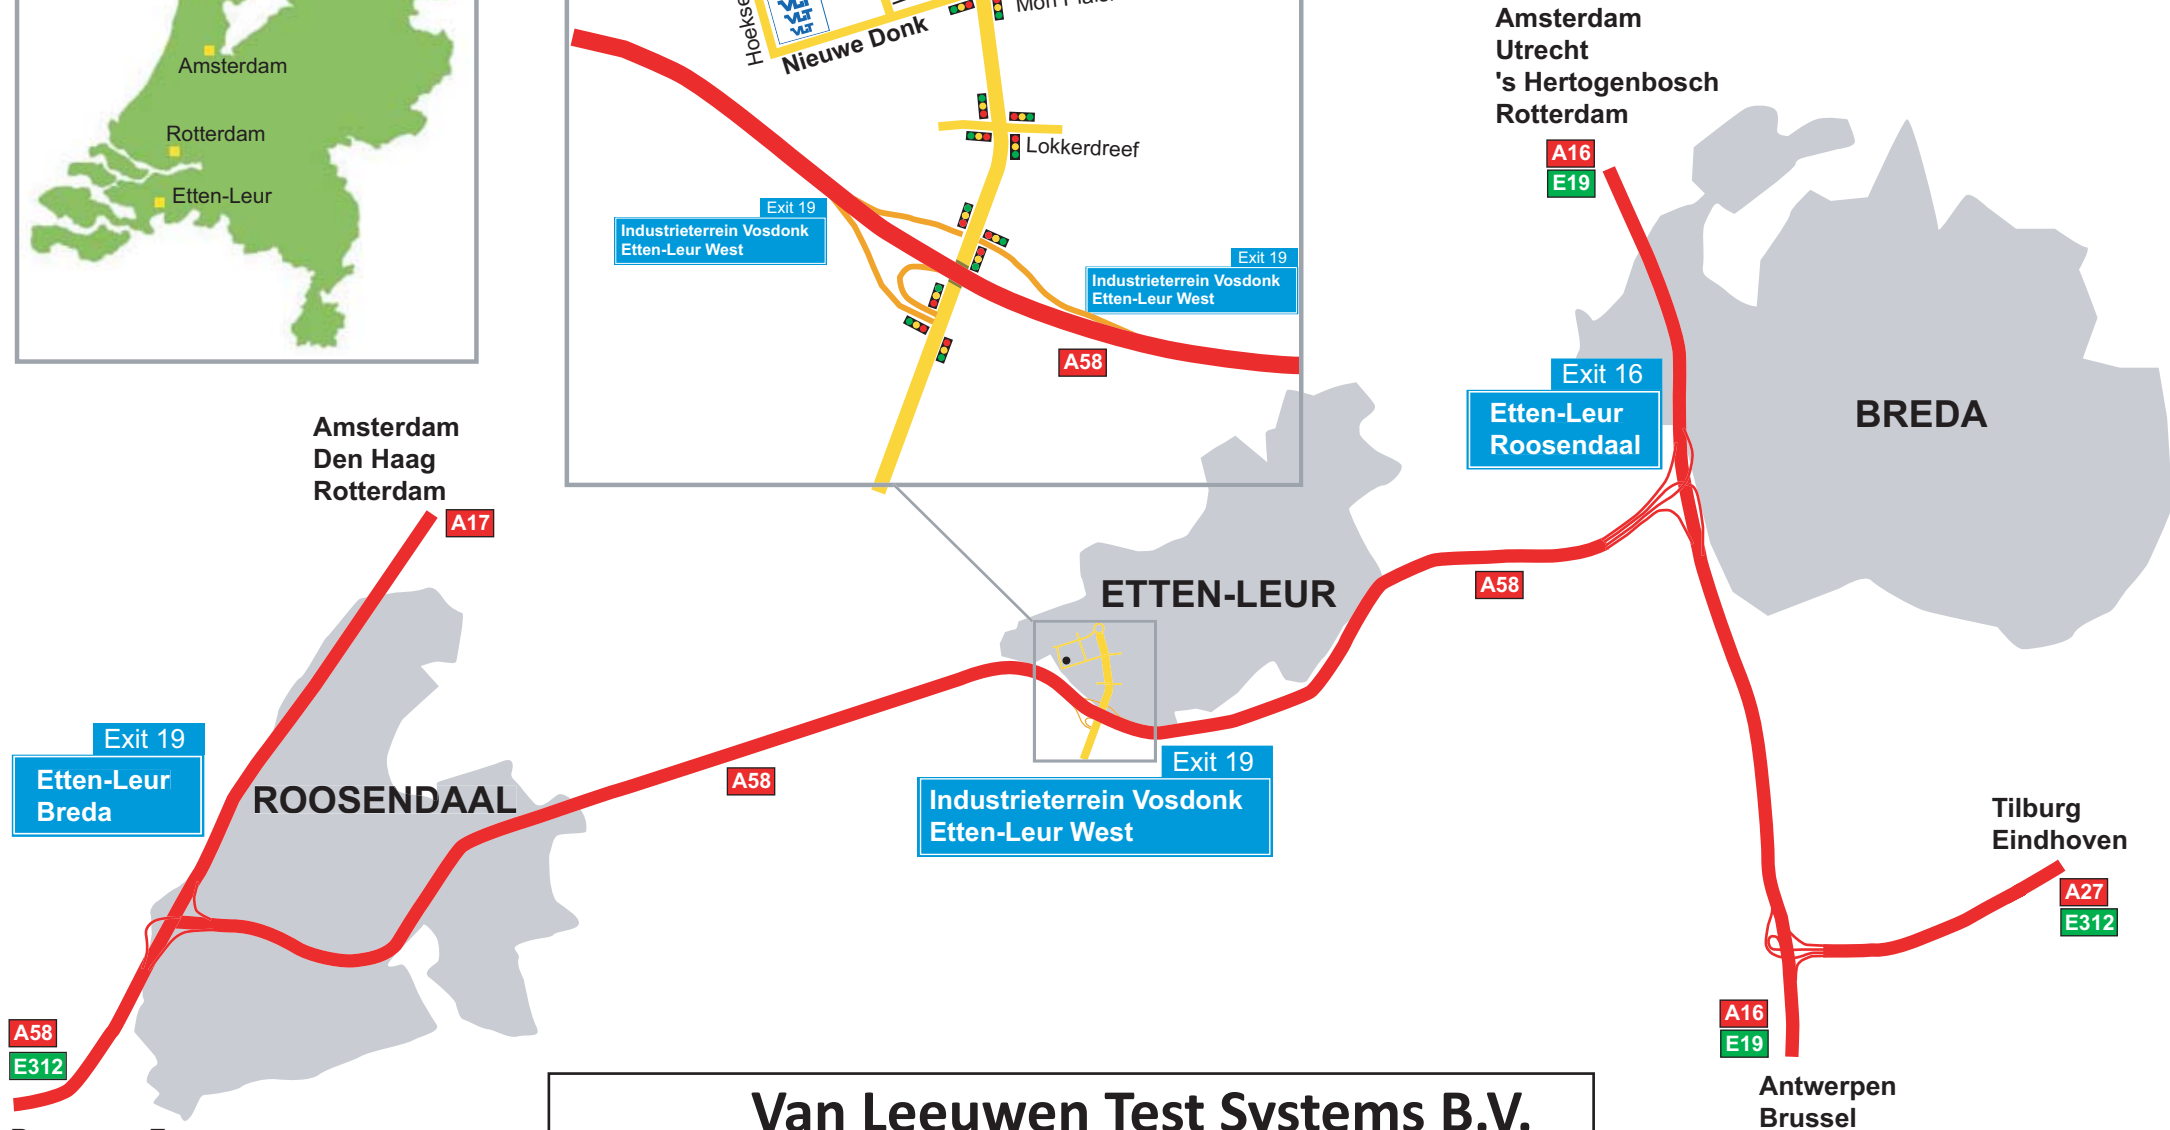 Amsterdam
Rotterdam
Etten-Leur
VLT
VLT
VLT
Nieuwe Donk
Lokkerdreef
Exit 19
Industrieterrein Vosdonk
Etten-Leur West
Exit 19
Industrieterrein Vosdonk
Etten-Leur West
A58
Amsterdam
Utrecht
's Hertogenbosch
Rotterdam
A16
E19
Exit 16
Etten-Leur
Roosendaal
BREDA
Amsterdam
Den Haag
Rotterdam
A17
ETTEN-LEUR
A58
Exit 19
Etten-Leur
Breda
ROOSENDAAL
A58
Exit 19
Industrieterrein Vosdonk
Etten-Leur West
Tilburg
Eindhoven
A27
E312
A58
E312
A16
E19
Antwerpen
Brussel
Van Leeuwen Test Systems B.V.